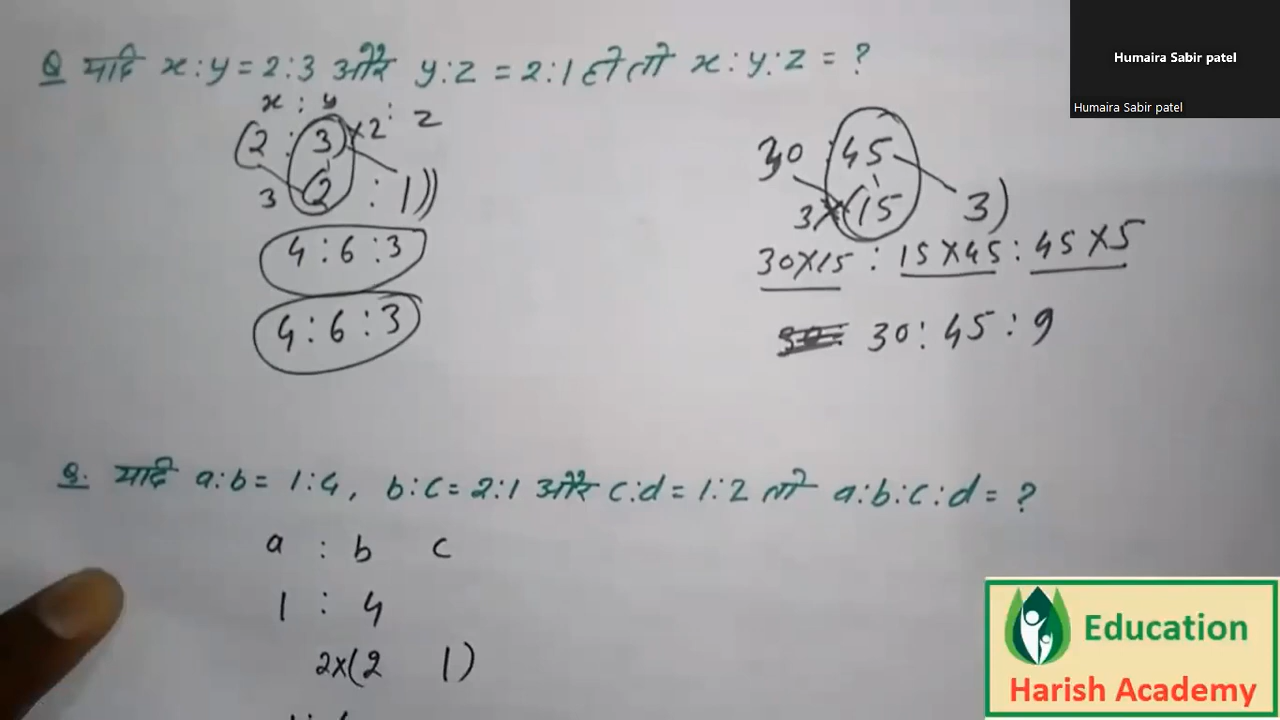 Humaira Sabir patel
Humaira Sabir patel
Q यदि x:y=2:3 और y:z=2:1 हो तो x:y:z=?
x : y : z
(2 : 3)×2
3 (2 : 1))
4:6:3
4:6:3
30 : 45
3×(15 3)
30×15 : 15×45 : 45×5
30:45:9
Q. यदि a:b=1:4, b:c=2:1 और c:d=1:2 तो a:b:c:d=?
a : b c
1 : 4
2×(2 1)
Education
Harish Academy